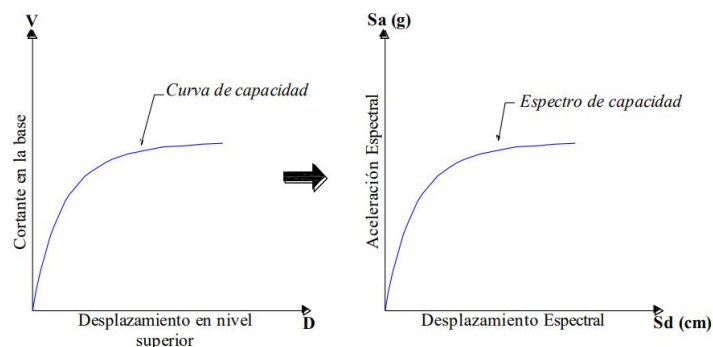 V
Cortante en la base
Curva de capacidad
Desplazamiento en nivel
superior
D
Sa (g)
Aceleración Espectral
Espectro de capacidad
Desplazamiento Espectral
Sd (cm)